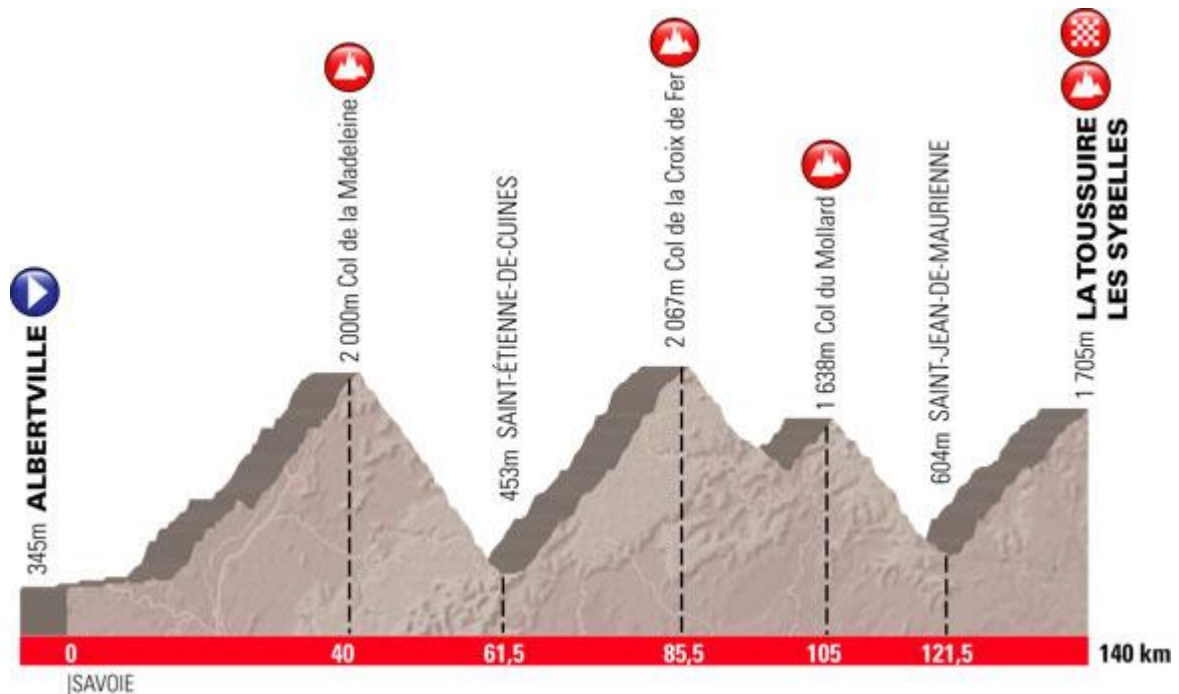 345m ALBERTVILLE
2 000m Col de la Madeleine
453m SAINT-ÉTIENNE-DE-CUINES
2 067m Col de la Croix de Fer
1 638m Col du Mollard
604m SAINT-JEAN-DE-MAURIENNE
1 705m LA TOUSSUIRE
LES SYBELLES
0 40 61,5 85,5 105 121,5 140 km
|SAVOIE